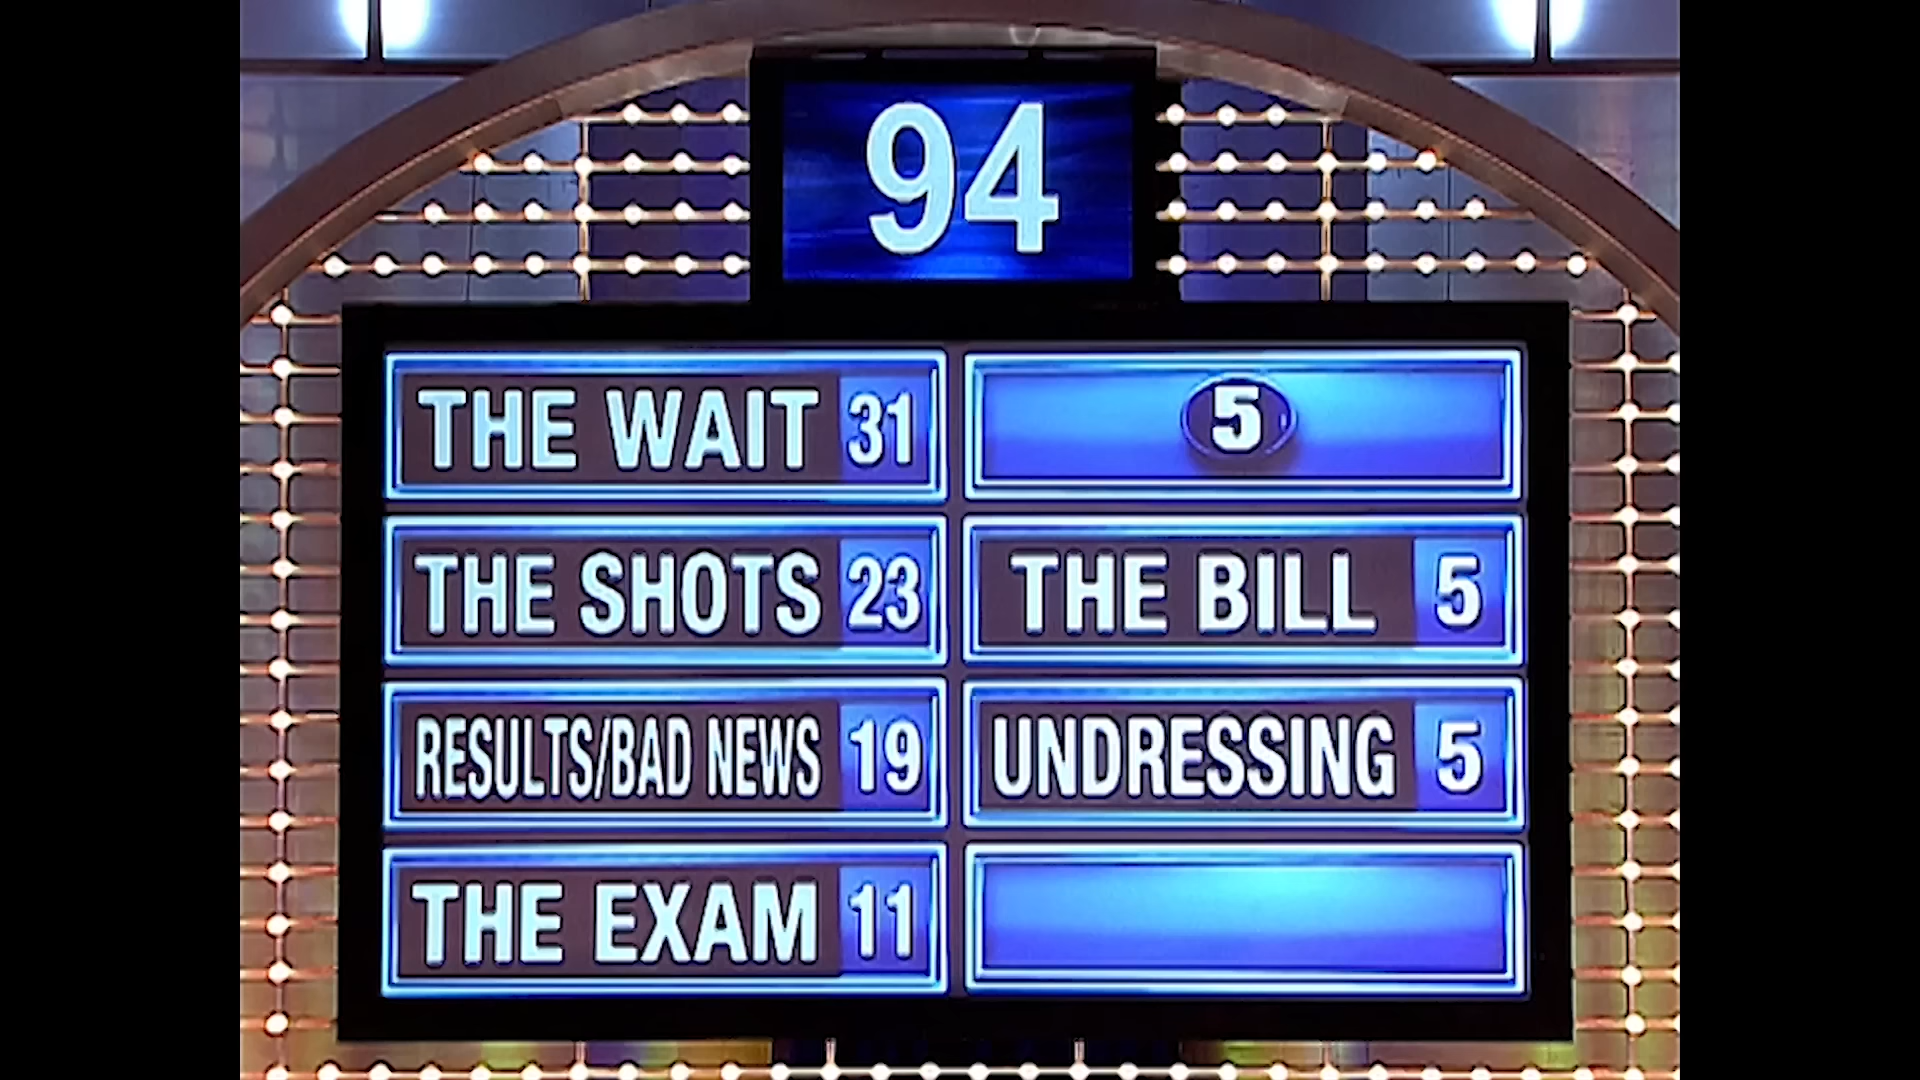 94
THE WAIT 31
5
THE SHOTS 23
THE BILL 5
RESULTS/BAD NEWS 19
UNDRESSING 5
THE EXAM 11